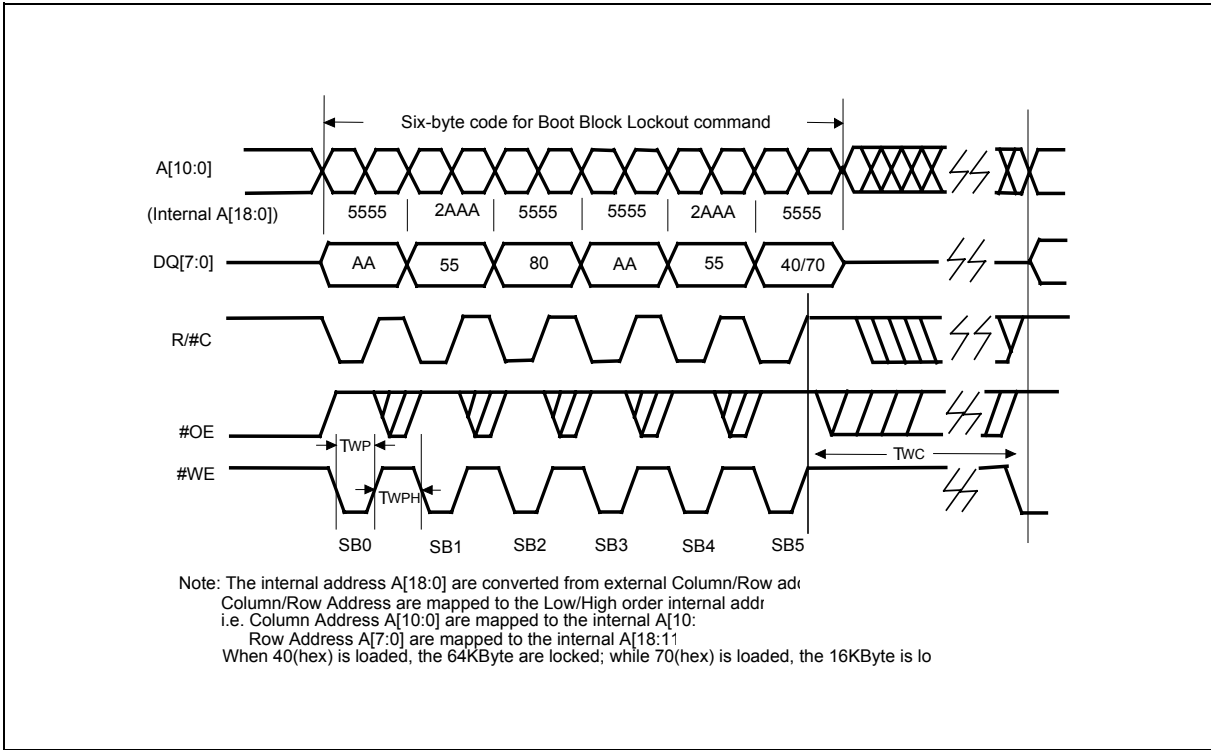 Six-byte code for Boot Block Lockout command
A[10:0]
(Internal A[18:0])
5555 2AAA 5555 5555 2AAA 5555
DQ[7:0]
AA 55 80 AA 55 40/70
R/#C
#OE
TWP
TWC
#WE
TWPH
SB0 SB1 SB2 SB3 SB4 SB5
Note: The internal address A[18:0] are converted from external Column/Row
Column/Row Address are mapped to the Low/High order internal
i.e. Column Address A[10:0] are mapped to the internal A[10:
Row Address A[7:0] are mapped to the internal A[18:11
When 40(hex) is loaded, the 64KByte are locked; while 70(hex) is loaded, the 16KByte is